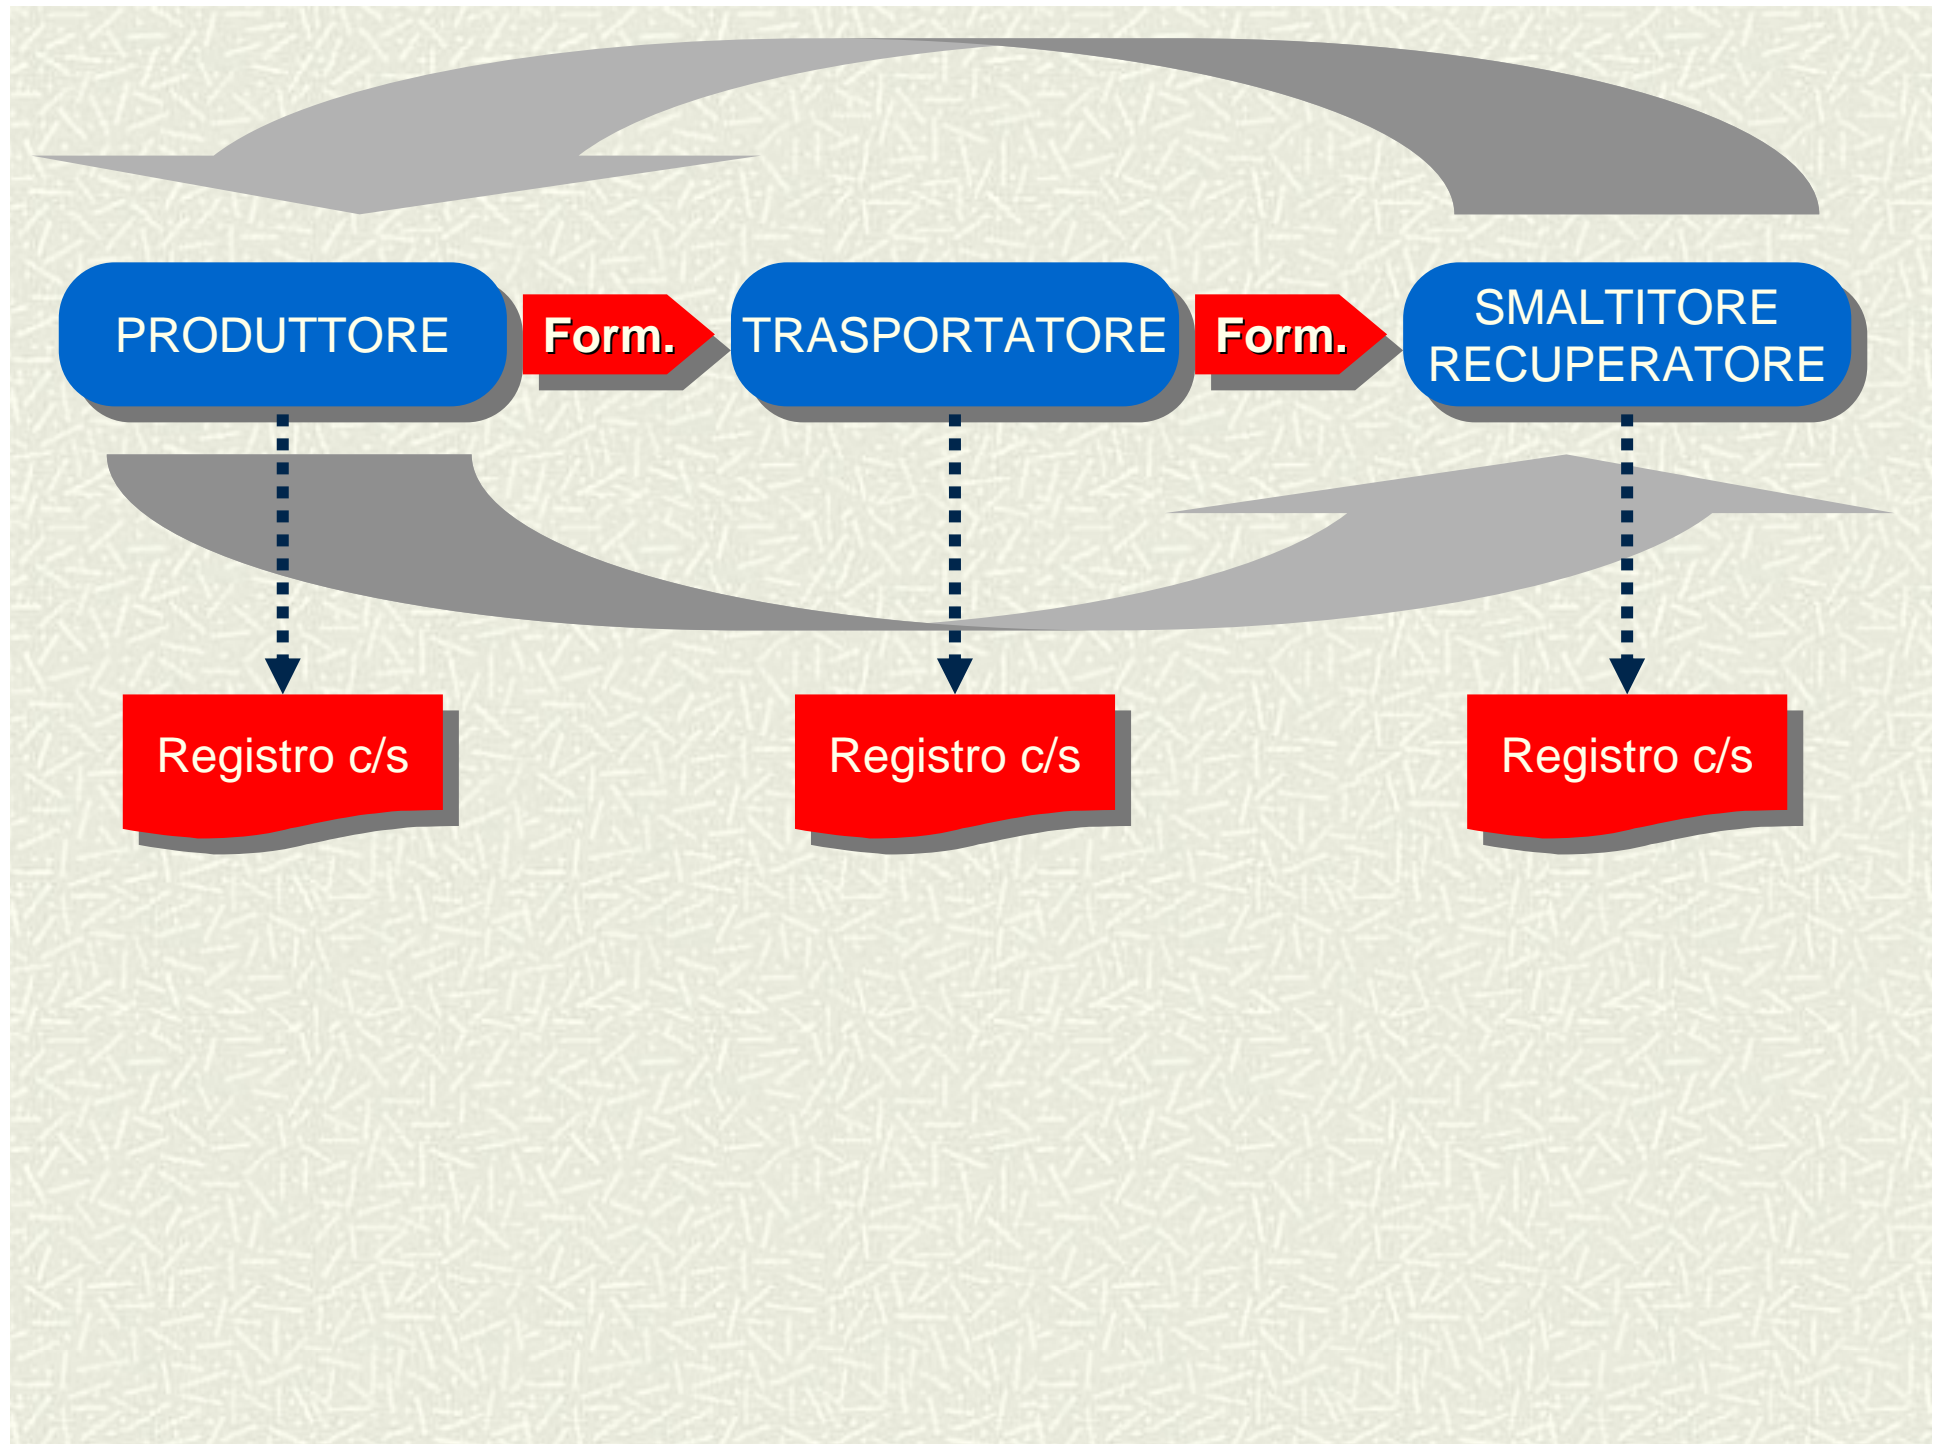 PRODUTTORE
Form.
TRASPORTATORE
Form.
SMALTITORE
RECUPERATORE
Registro c/s
Registro c/s
Registro c/s